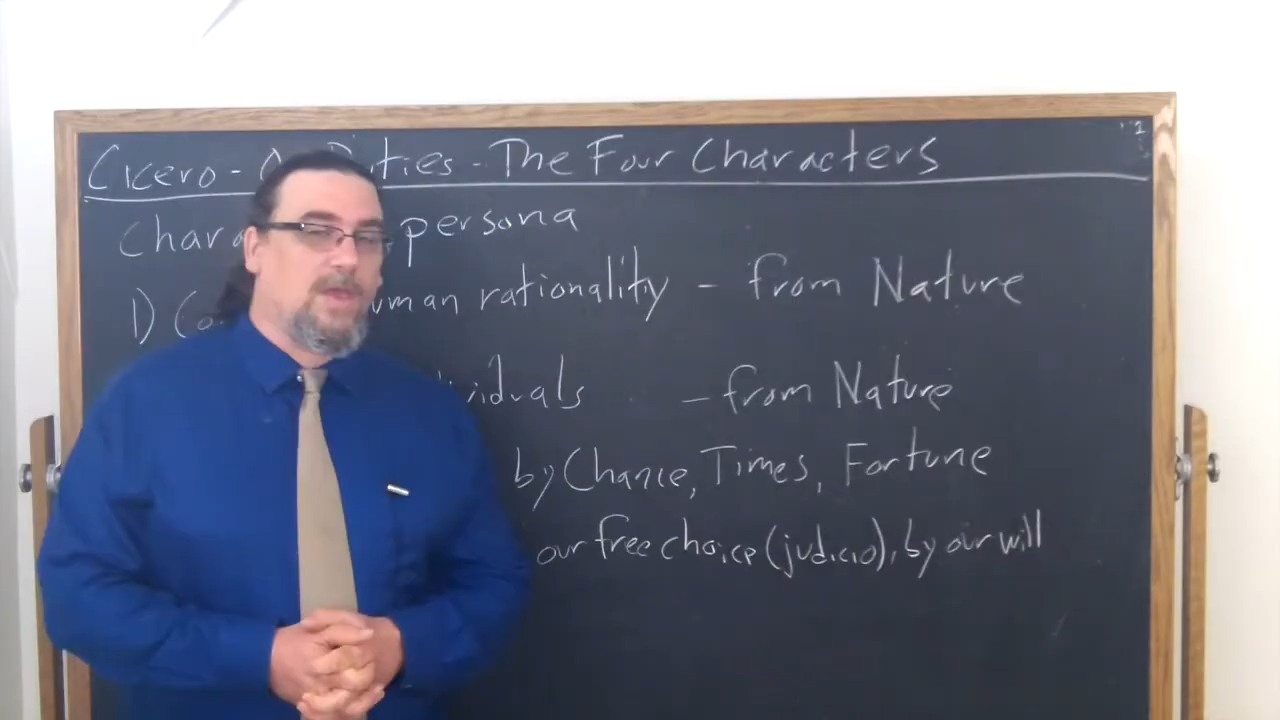 Cicero - Duties - The Four Characters
persona
1) human rationality - from Nature
- from Nature
by Chance, Times, Fortune
our free choice (judicio), by our will